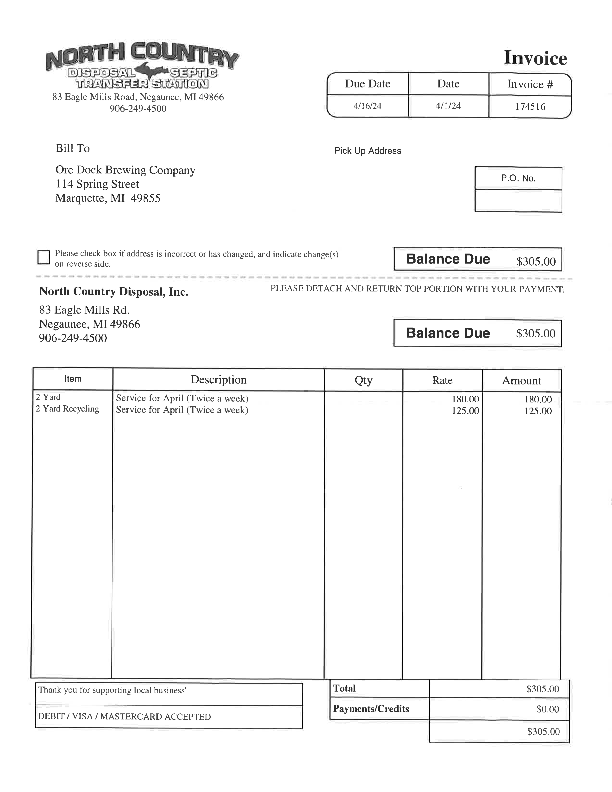 NORTH COUNTRY
DISPOSAL SEPTIC
TRANSFER STATION
83 Eagle Mills Road, Negaunee, MI 49866
906-249-4500
Invoice
Due Date Date Invoice #
4/16/24 4/1/24 174516
Bill To
Pick Up Address
Ore Dock Brewing Company
114 Spring Street
Marquette, MI 49855
P.O. No.
Please check box if address is incorrect or has changed, and indicate change(s)
on reverse side.
Balance Due $305.00
PLEASE DETACH AND RETURN TOP PORTION WITH YOUR PAYMENT
North Country Disposal, Inc.
83 Eagle Mills Rd.
Negaunee, MI 49866
906-249-4500
Balance Due $305.00
Item Description Qty Rate Amount
2 Yard Service for April (Twice a week) 180.00 180.00
2 Yard Recycling Service for April (Twice a week) 125.00 125.00
Thank you for supporting local business'
DEBIT / VISA / MASTERCARD ACCEPTED
Total $305.00
Payments/Credits $0.00
$305.00